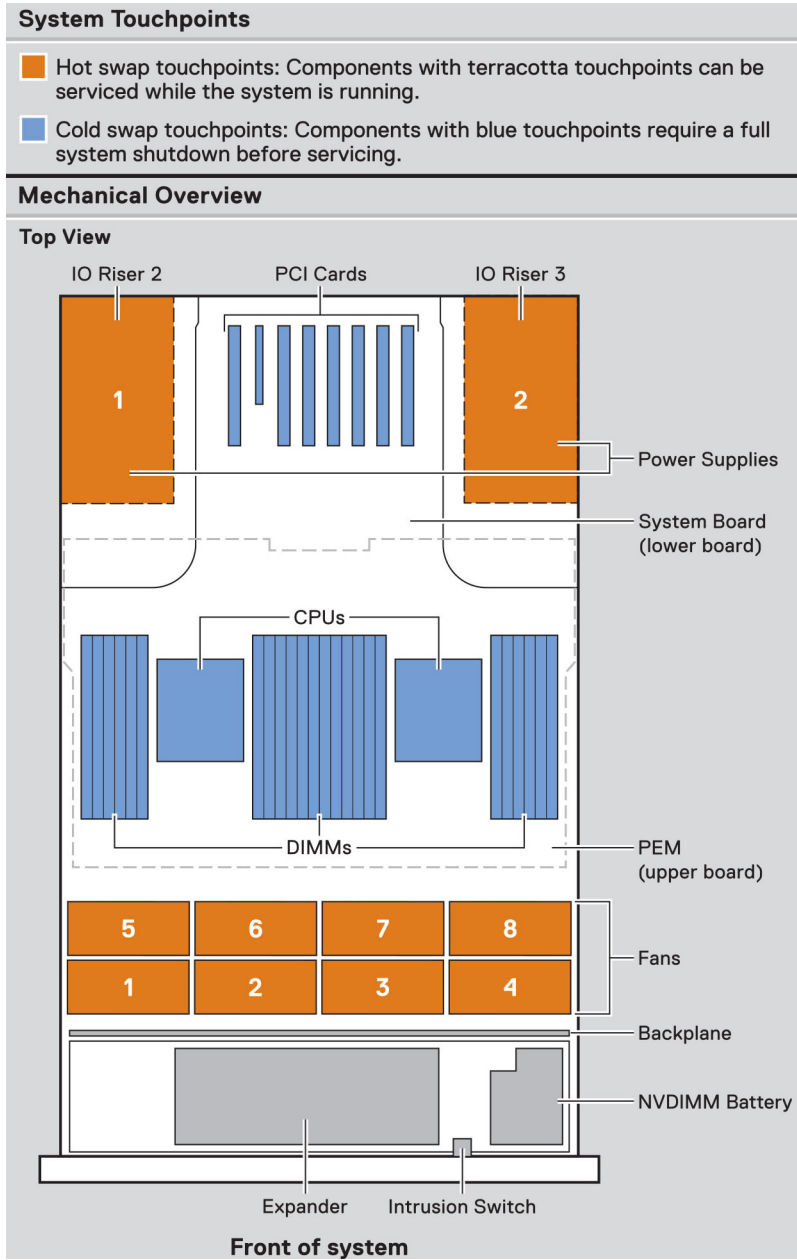 System Touchpoints
Hot swap touchpoints: Components with terracotta touchpoints can be
serviced while the system is running.
Cold swap touchpoints: Components with blue touchpoints require a full
system shutdown before servicing.
Mechanical Overview
Top View
IO Riser 2
PCI Cards
IO Riser 3
1
2
Power Supplies
System Board
(lower board)
CPUs
DIMMs
PEM
(upper board)
5
6
7
8
Fans
1
2
3
4
Backplane
NVDIMM Battery
Expander
Intrusion Switch
Front of system